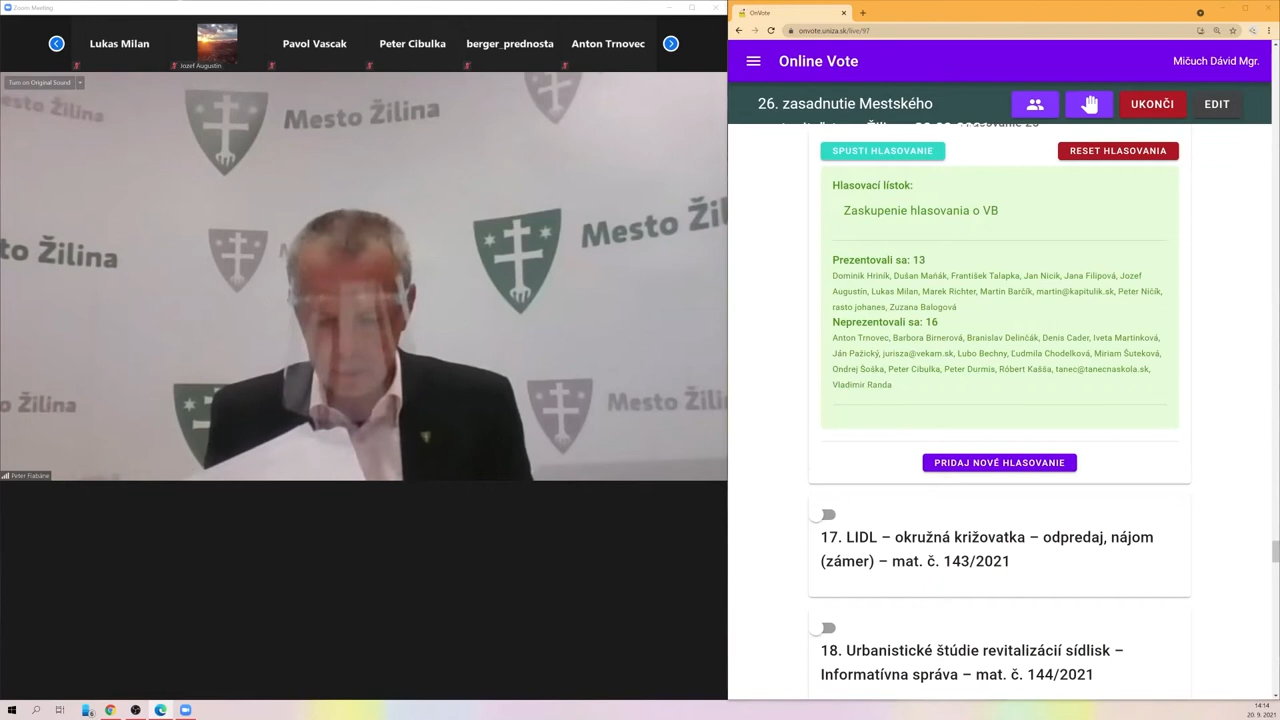 Zoom Meeting
Lukas Milan
Jozef Augustin
Pavol Vascak
Peter Cibulka
berger_prednosta
Anton Trnovec
Turn on Original Sound
Mesto Žilina
Mesto Žilina
Žilina
Mesto Žilina
Peter Fiabáne
OnVote
onvote.uniza.sk/live/97
Online Vote
Mičuch Dávid Mgr.
26. zasadnutie Mestského
UKONČI
EDIT
SPUSTI HLASOVANIE
RESET HLASOVANIA
Hlasovací lístok:
Zaskupenie hlasovania o VB
Prezentovali sa: 13
Dominik Hriník, Dušan Maňák, František Talapka, Jan Nicik, Jana Filipová, Jozef
Augustín, Lukas Milan, Marek Richter, Martin Barčík, martin@kapitulik.sk, Peter Ničík,
rasto johanes, Zuzana Balogová
Neprezentovali sa: 16
Anton Trnovec, Barbora Birnerová, Branislav Delinčák, Denis Cader, Iveta Martinková,
Ján Pažický, jurisza@vekam.sk, Lubo Bechny, Ľudmila Chodelková, Miriam Šuteková,
Ondrej Šoška, Peter Cibulka, Peter Durmis, Róbert Kašša, tanec@tanecnaskola.sk,
Vladimir Randa
PRIDAJ NOVÉ HLASOVANIE
17. LIDL – okružná križovatka – odpredaj, nájom
(zámer) – mat. č. 143/2021
18. Urbanistické štúdie revitalizácií sídlisk –
Informatívna správa – mat. č. 144/2021
14:14
20. 9. 2021